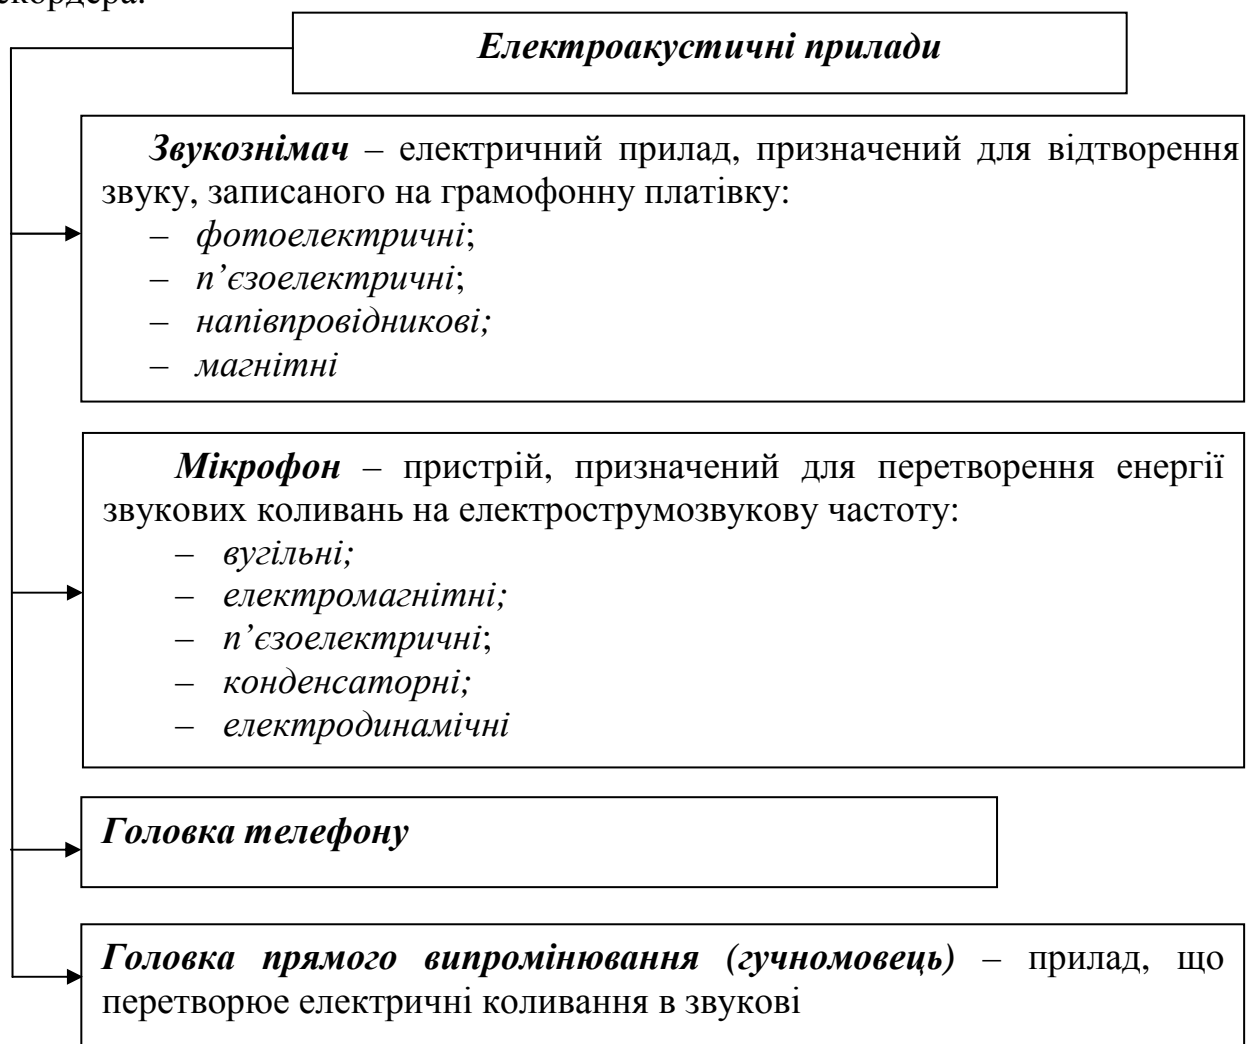 екордера.
Електроакустичні прилади
Звукознімач – електричний прилад, призначений для відтворення
звуку, записаного на грамофонну платівку:
– фотоелектричні;
– п’єзоелектричні;
– напівпровідникові;
– магнітні
Мікрофон – пристрій, призначений для перетворення енергії
звукових коливань на електрострумозвукову частоту:
– вугільні;
– електромагнітні;
– п’єзоелектричні;
– конденсаторні;
– електродинамічні
Головка телефону
Головка прямого випромінювання (гучномовець) – прилад, що
перетворює електричні коливання в звукові